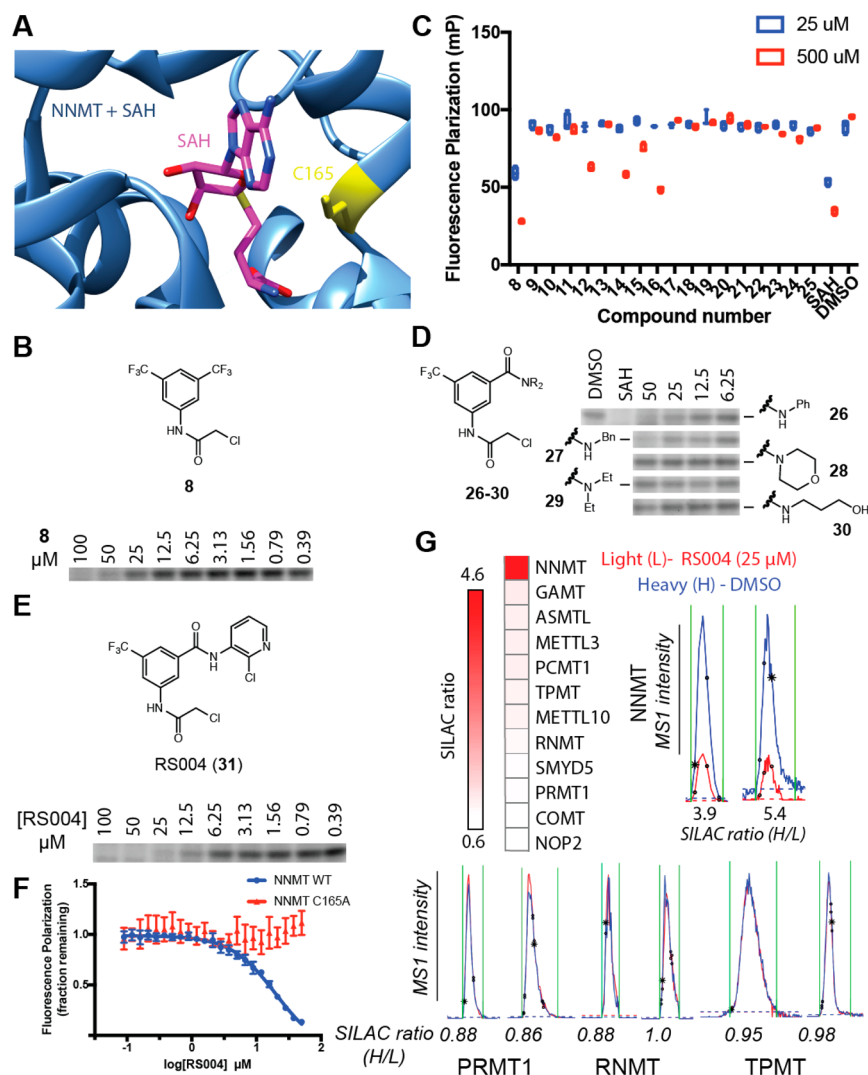 A
NNMT + SAH
SAH
C165
C
Fluorescence Plarization (mP)
150
100
50
0
25 uM
500 uM
8
9
10
11
12
13
14
15
16
17
18
19
20
21
22
23
24
25
SAH
DMSO
Compound number
B
F3C
CF3
HN
Cl
O
8
8
µM
100
50
25
12.5
6.25
3.13
1.56
0.79
0.39
D
O
F3C
NR2
HN
Cl
O
26-30
DMSO
SAH
50
25
12.5
6.25
N
H
Ph
26
27
N
H
Bn
N
O
28
29
Et
N
Et
N
H
OH
30
E
O
F3C
N
H
N
Cl
HN
Cl
O
RS004 (31)
[RS004]
µM
100
50
25
12.5
6.25
3.13
1.56
0.79
0.39
F
Fluorescence Polarization
(fraction remaining)
1.5
1.0
0.5
NNMT WT
NNMT C165A
-1
0
1
2
log[RS004] µM
G
4.6
SILAC ratio
0.6
NNMT
GAMT
ASMTL
METTL3
PCMT1
TPMT
METTL10
RNMT
SMYD5
PRMT1
COMT
NOP2
Light (L)- RS004 (25 µM)
Heavy (H) - DMSO
NNMT
MS1 intensity
3.9
5.4
SILAC ratio (H/L)
MS1 intensity
SILAC ratio
(H/L)
0.88
0.86
0.88
1.0
0.95
0.98
PRMT1
RNMT
TPMT